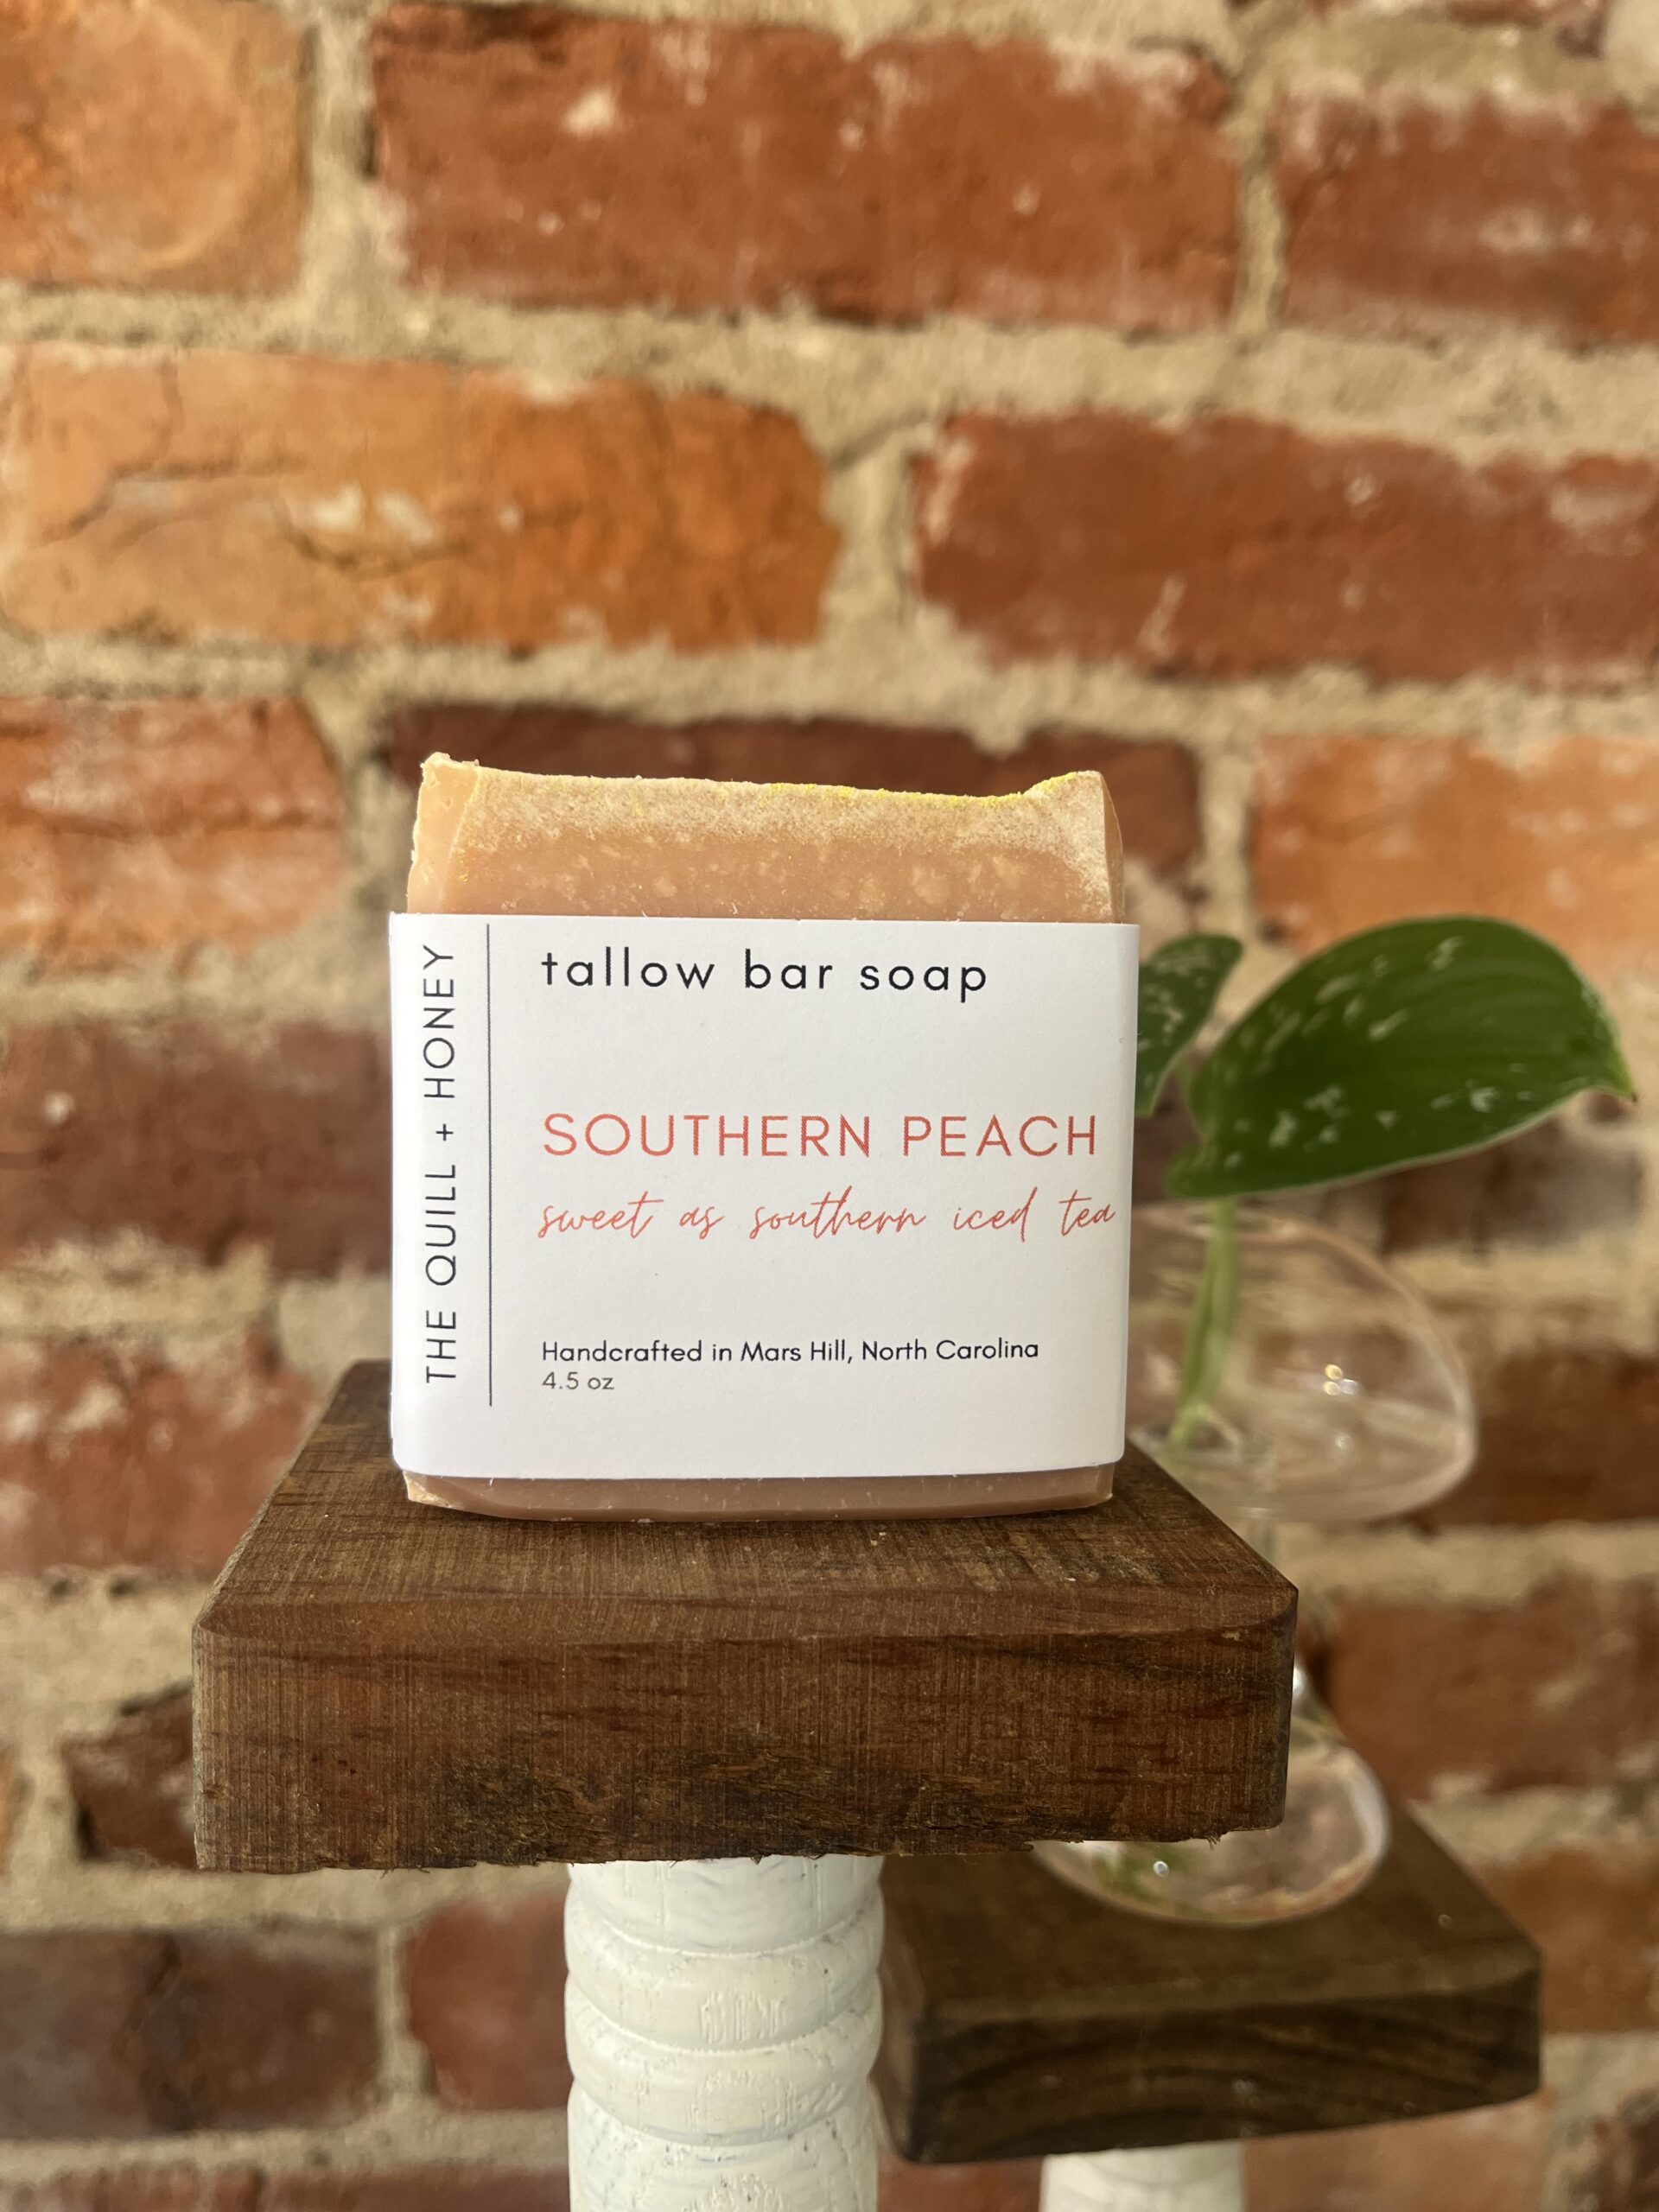 THE QUILL + HONEY
tallow bar soap
SOUTHERN PEACH
sweet as southern iced tea
Handcrafted in Mars Hill, North Carolina
4.5 oz